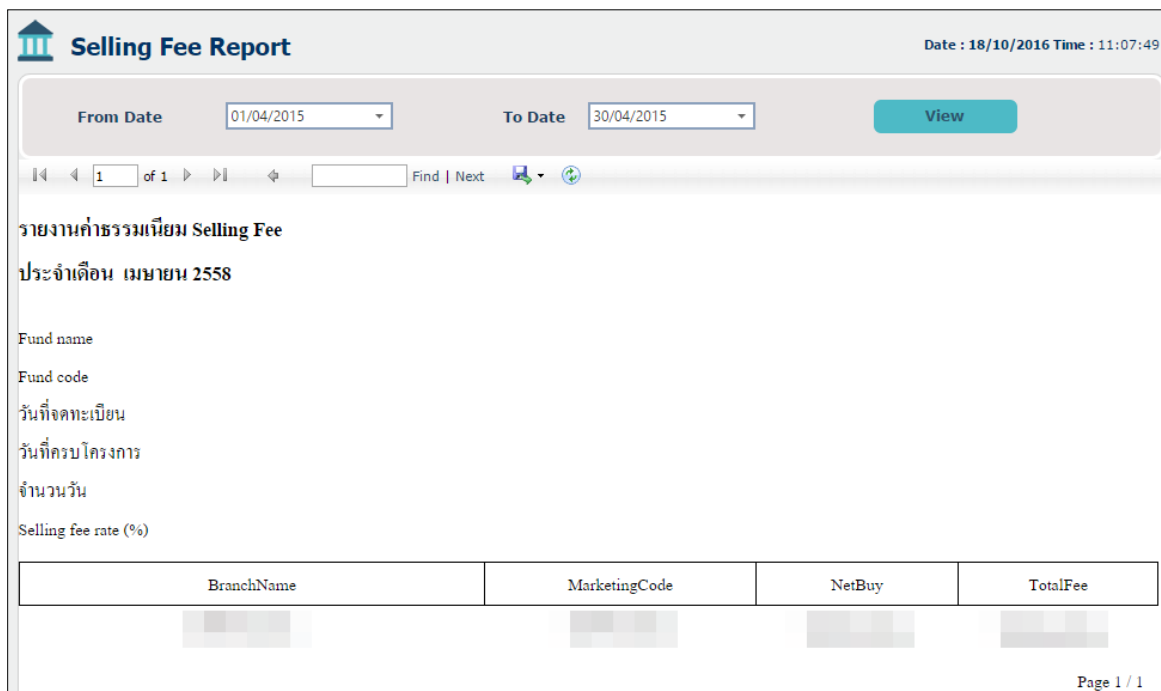 Selling Fee Report
Date : 18/10/2016 Time : 11:07:49
From Date 01/04/2015 To Date 30/04/2015 View
1 of 1 Find | Next
รายงานค่าธรรมเนียม Selling Fee
ประจำเดือน เมษายน 2558
Fund name
Fund code
วันที่จดทะเบียน
วันที่ครบโครงการ
จำนวนวัน
Selling fee rate (%)
BranchName MarketingCode NetBuy TotalFee
Page 1 / 1